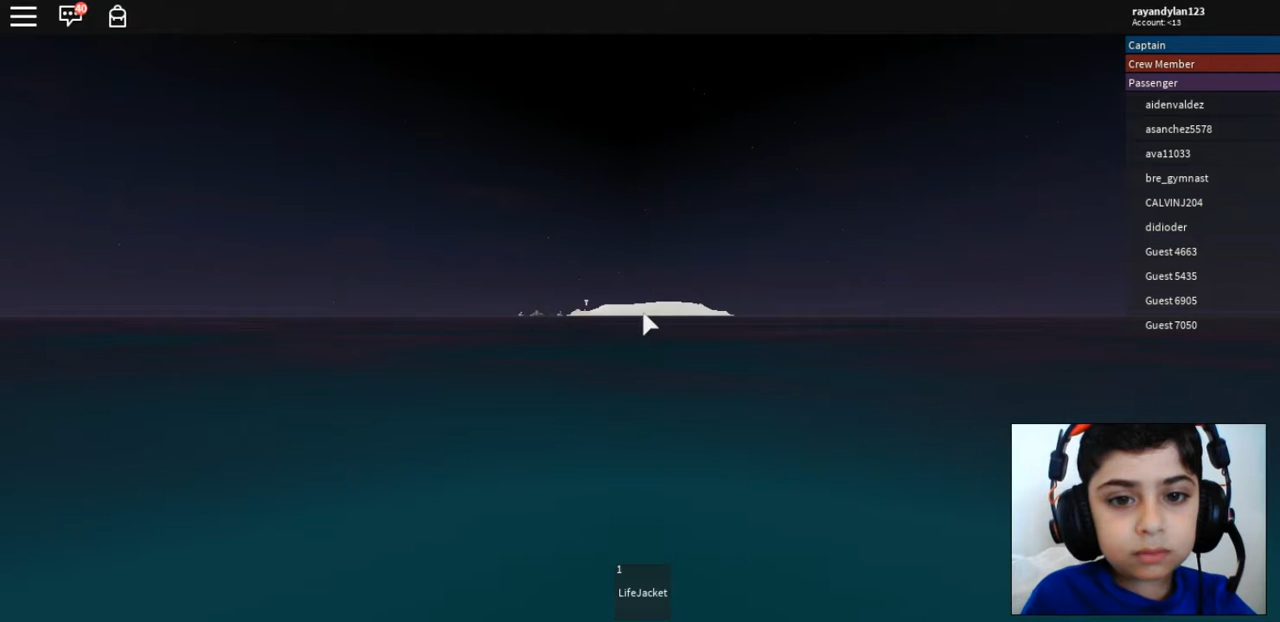 40
rayandylan123
Account: <13
Captain
Crew Member
Passenger
aidenvaldez
asanchez5578
ava11033
bre_gymnast
CALVINJ204
didioder
Guest 4663
Guest 5435
Guest 6905
Guest 7050
1
LifeJacket